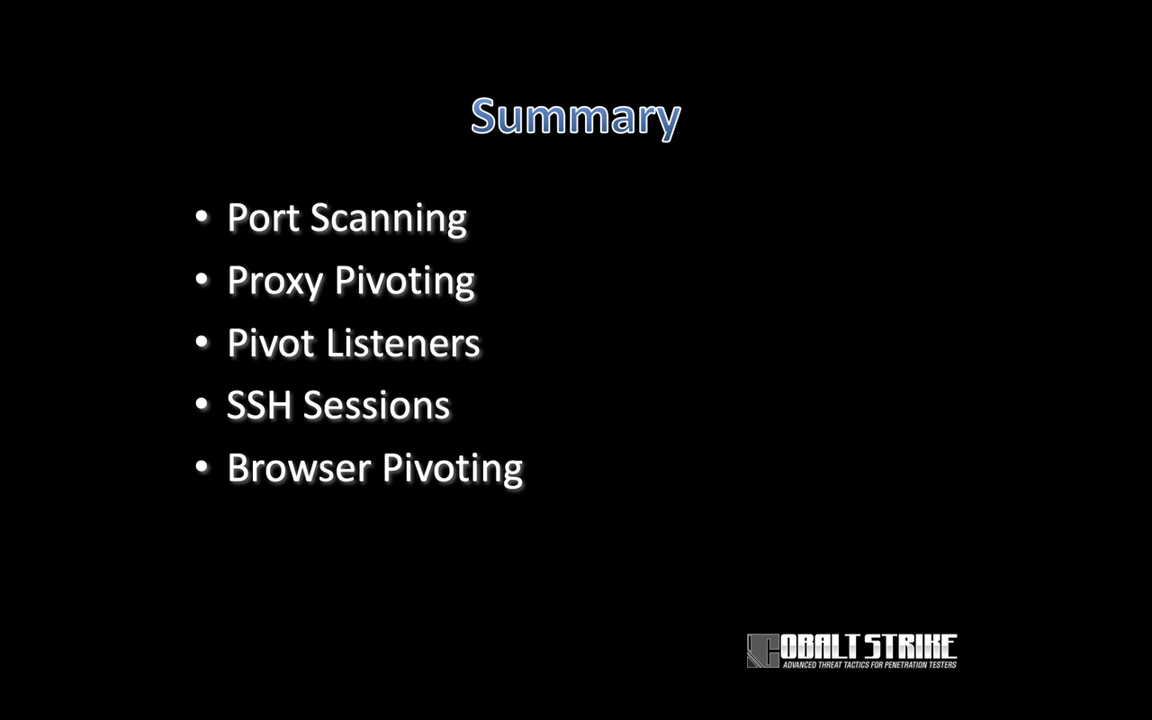 Summary
• Port Scanning
• Proxy Pivoting
• Pivot Listeners
• SSH Sessions
• Browser Pivoting
COBALT STRIKE
ADVANCED THREAT TACTICS FOR PENETRATION TESTERS